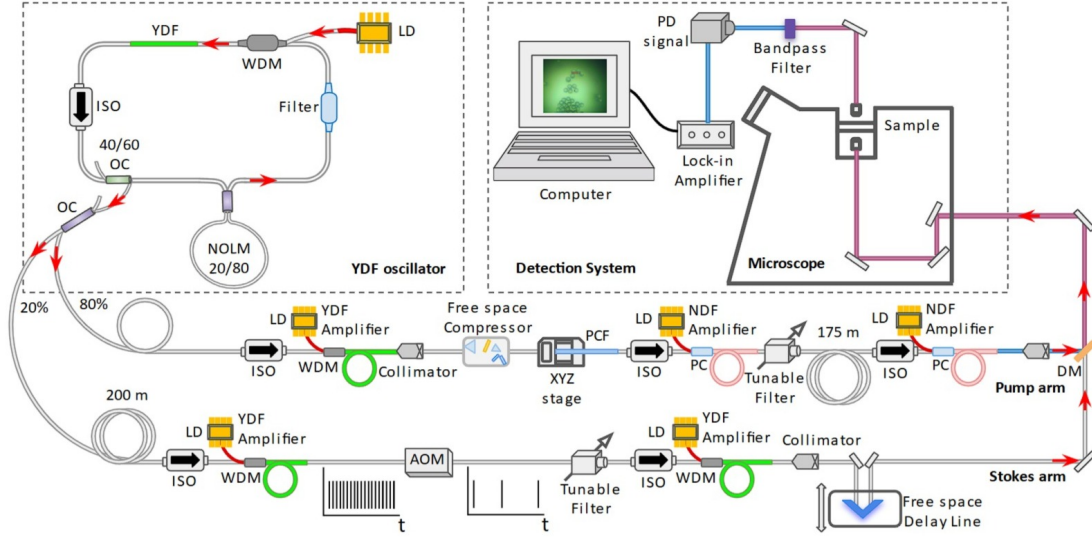 YDF
WDM
LD
ISO
Filter
40/60
OC
OC
NOLM
20/80
YDF oscillator
PD
signal
Bandpass
Filter
Sample
Lock-in
Amplifier
Computer
Detection System
Microscope
20%
80%
LD
YDF
Amplifier
ISO
WDM
Collimator
Free space
Compressor
PCF
XYZ
stage
LD
NDF
Amplifier
ISO
PC
Tunable
Filter
175 m
LD
NDF
Amplifier
ISO
PC
DM
Pump arm
200 m
LD
YDF
Amplifier
ISO
WDM
t
AOM
t
Tunable
Filter
LD
YDF
Amplifier
ISO
WDM
Collimator
Stokes arm
Free space
Delay Line